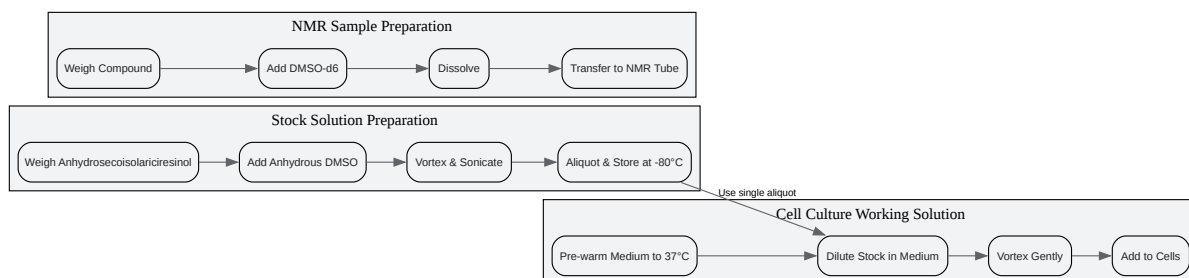 NMR Sample Preparation
Weigh Compound
Add DMSO-d6
Dissolve
Transfer to NMR Tube
Stock Solution Preparation
Weigh Anhydrosecoisolariciresinol
Add Anhydrous DMSO
Vortex & Sonicate
Aliquot & Store at -80°C
Use single aliquot
Cell Culture Working Solution
Pre-warm Medium to 37°C
Dilute Stock in Medium
Vortex Gently
Add to Cells